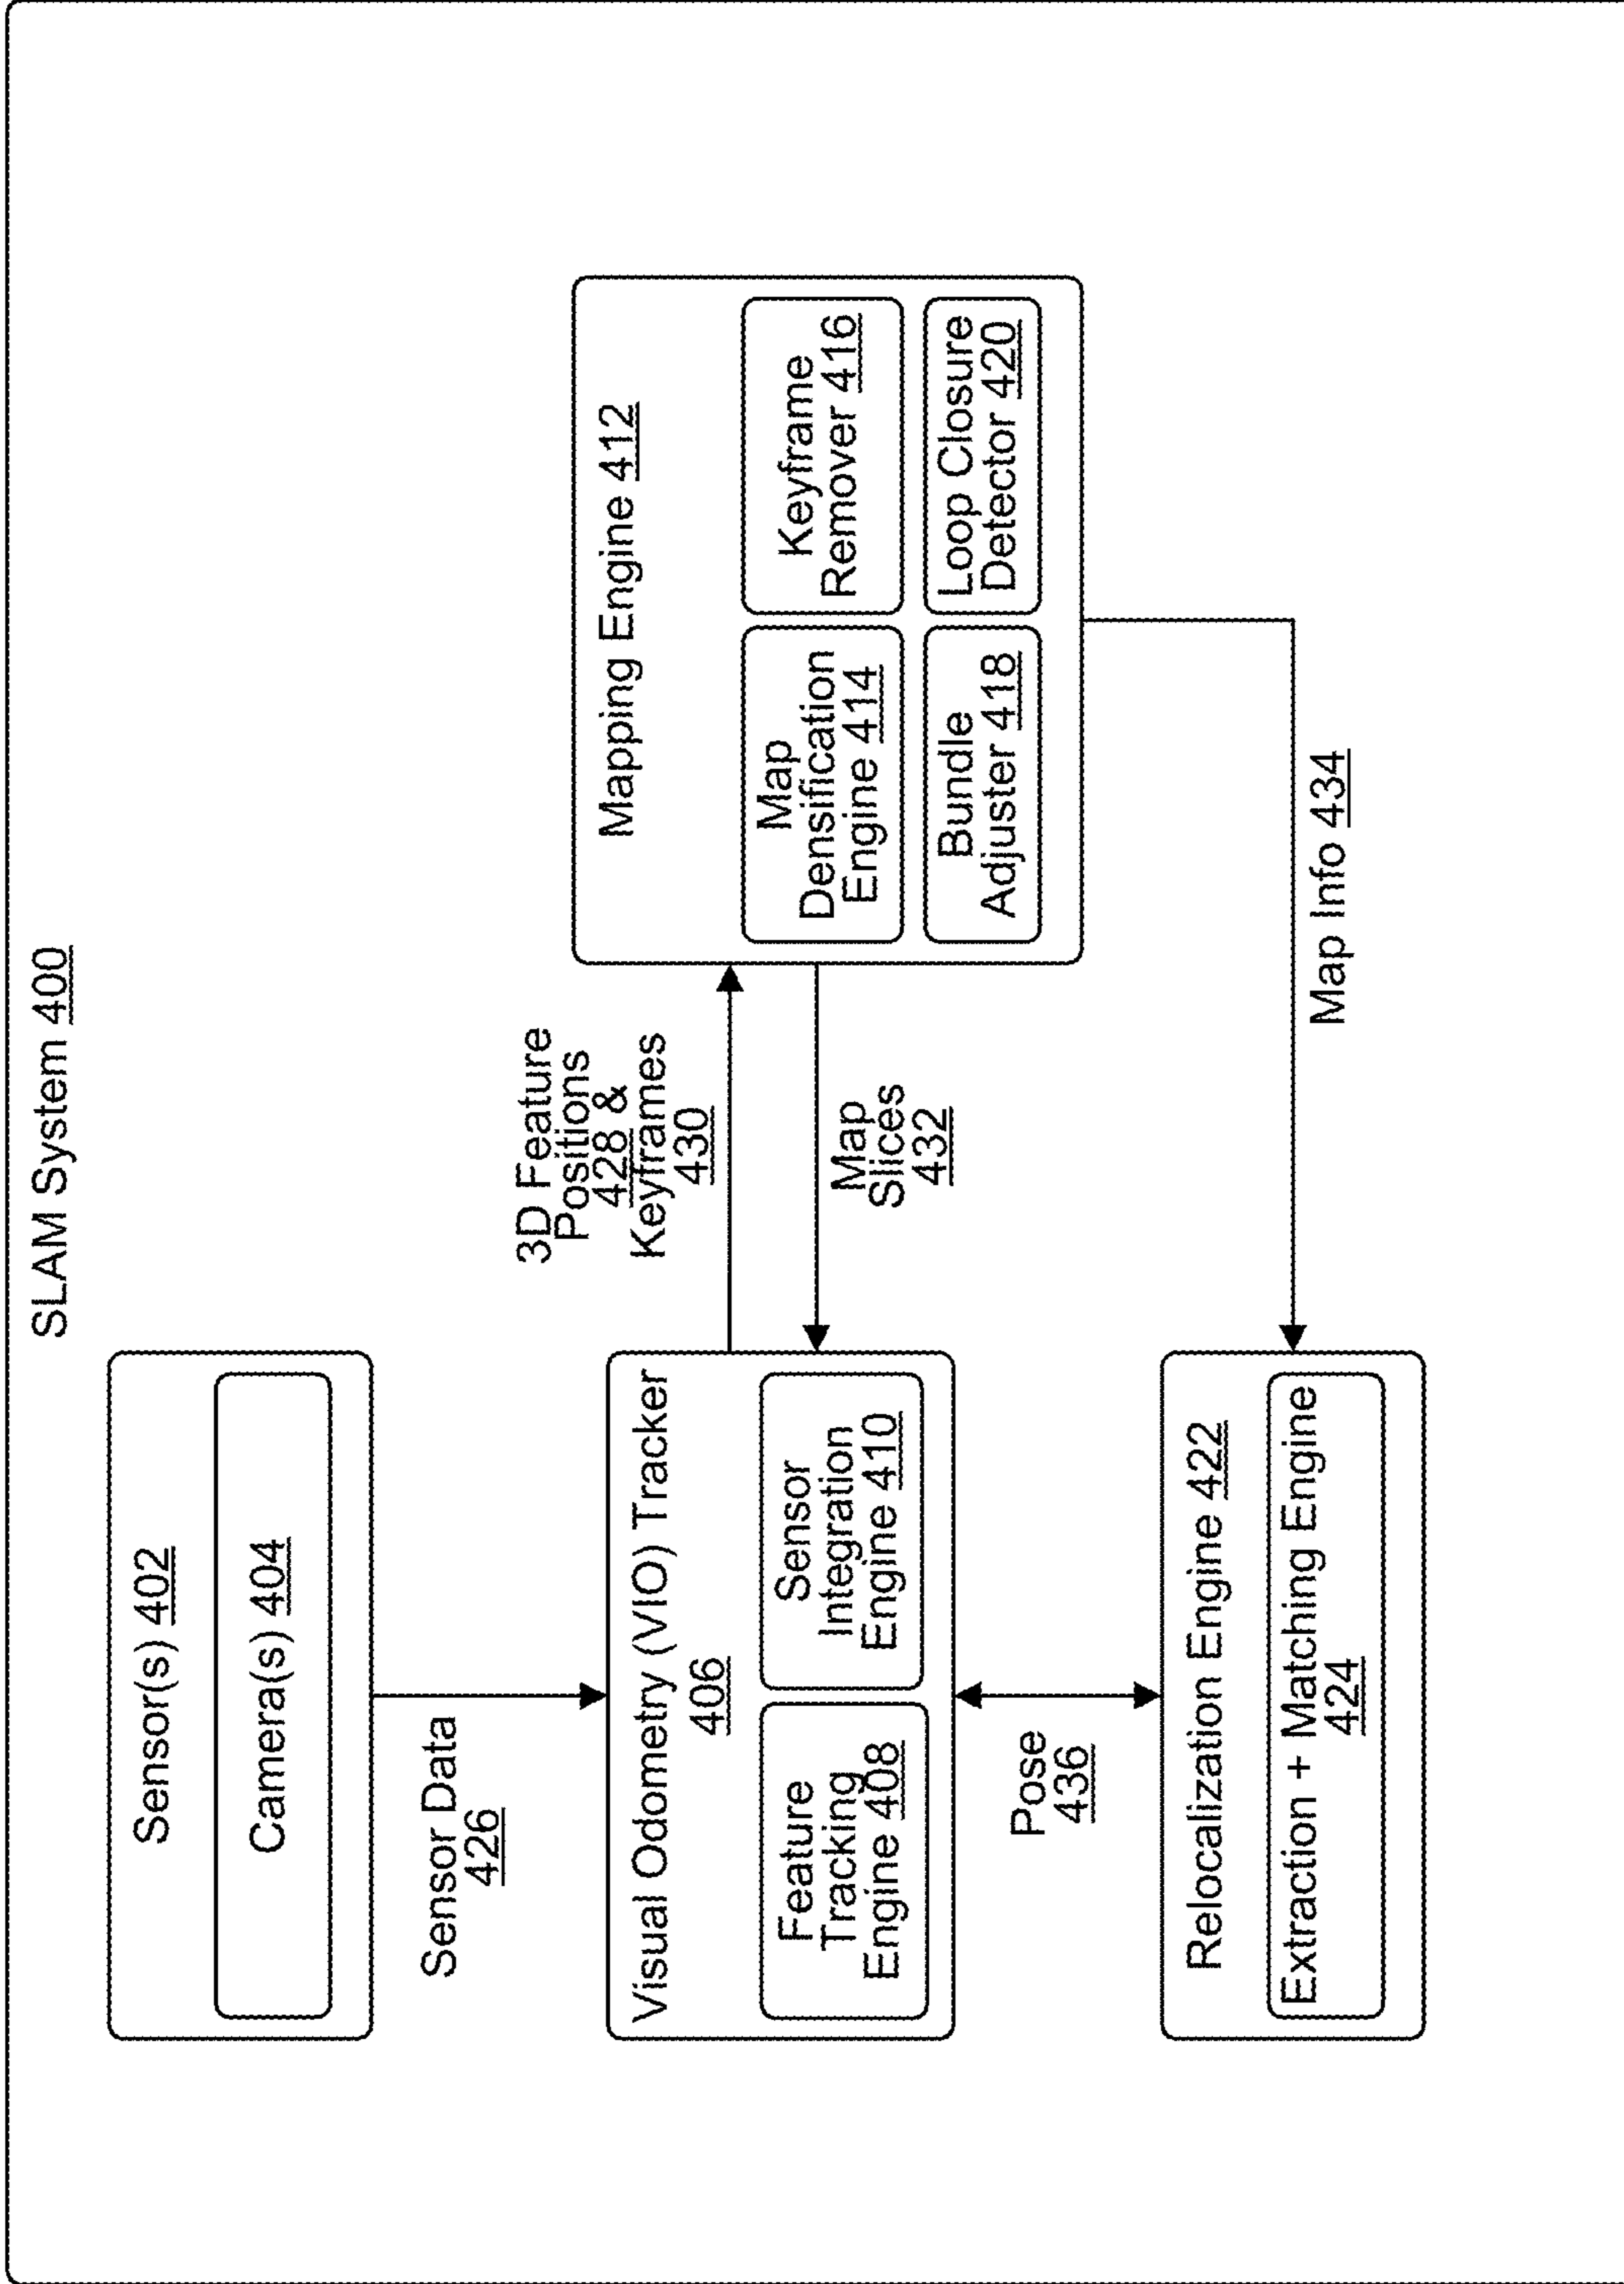 SLAM System 400
Sensor(s) 402
Camera(s) 404
Sensor Data
426
Visual Odometry (VIO) Tracker
406
Feature
Tracking
Engine 408
Sensor
Integration
Engine 410
3D Feature
Positions
428 &
Keyframes
430
Map
Slices
432
Mapping Engine 412
Map
Densification
Engine 414
Keyframe
Remover 416
Bundle
Adjuster 418
Loop Closure
Detector 420
Pose
436
Relocalization Engine 422
Extraction + Matching Engine
424
Map Info 434